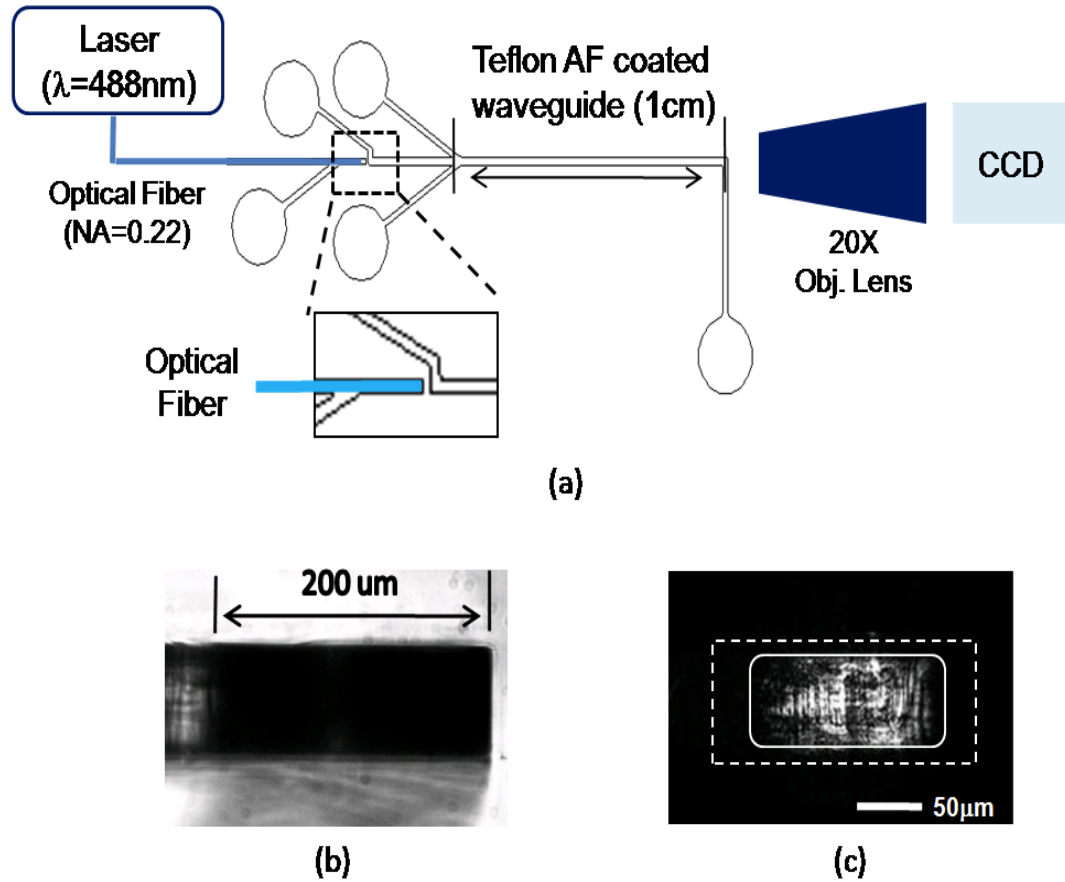 Laser
(λ=488nm)
Teflon AF coated
waveguide (1cm)
Optical Fiber
(NA=0.22)
CCD
20X
Obj. Lens
Optical
Fiber
(a)
200 um
50μm
(b)
(c)